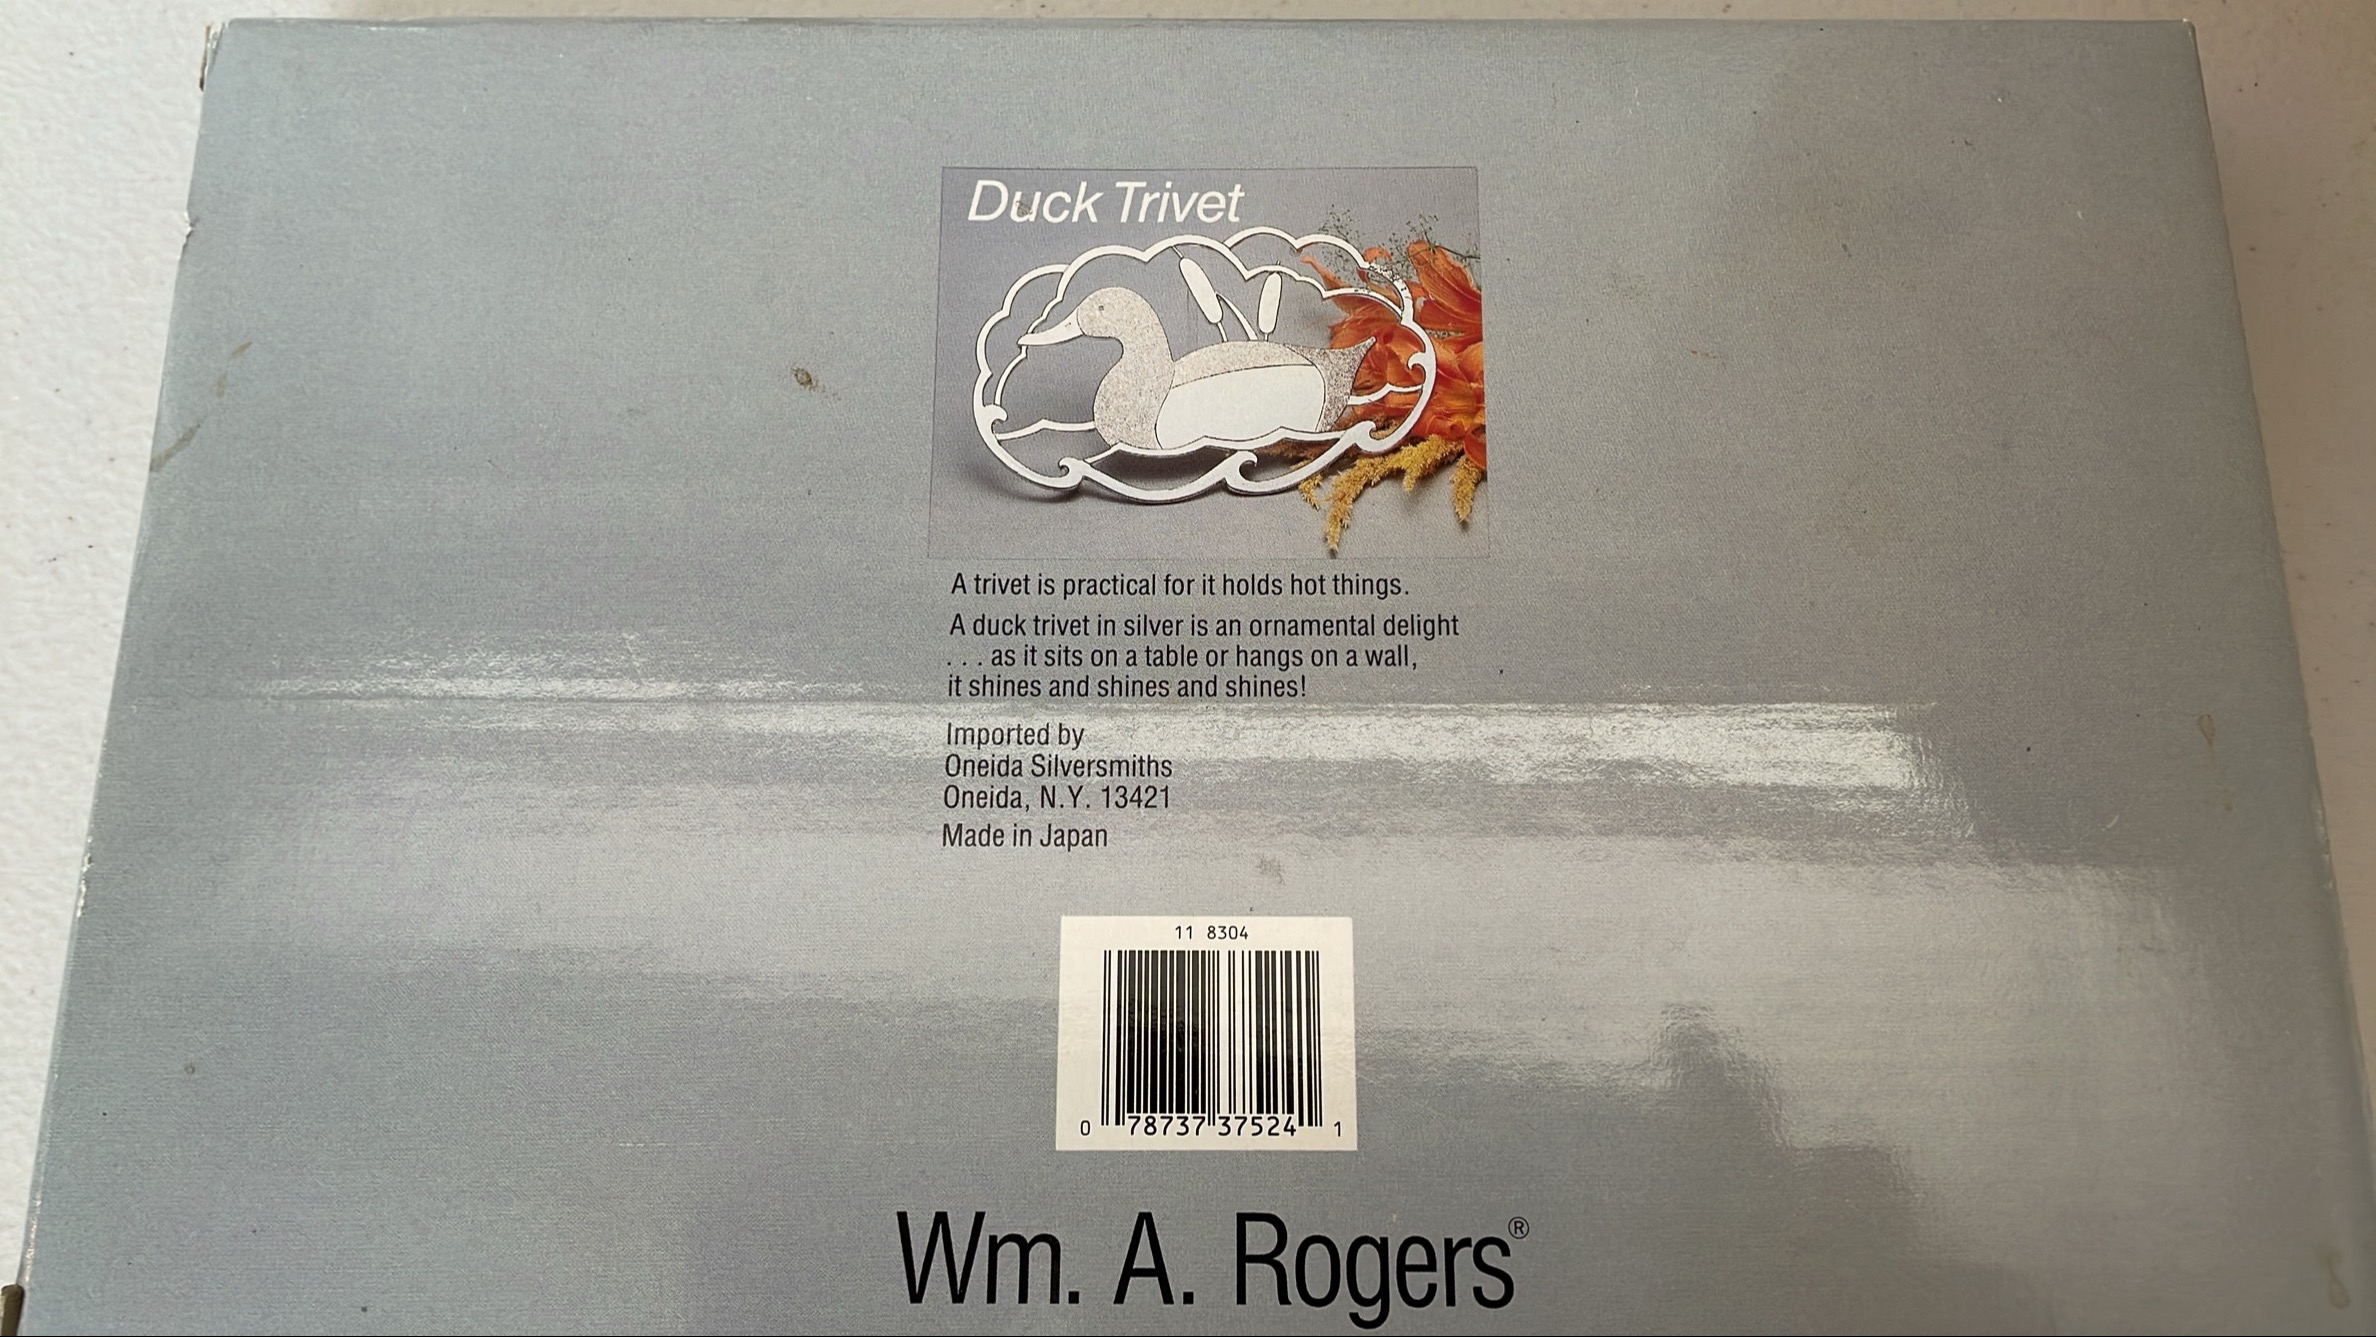 Duck Trivet
A trivet is practical for it holds hot things.
A duck trivet in silver is an ornamental delight
. . . as it sits on a table or hangs on a wall,
it shines and shines and shines!
Imported by
Oneida Silversmiths
Oneida, N.Y. 13421
Made in Japan
11 8304
0 78737 37524 1
Wm. A. Rogers®